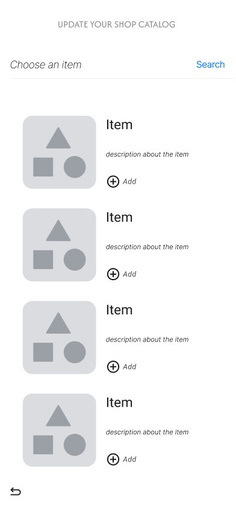 UPDATE YOUR SHOP CATALOG
Choose an item Search
Item
description about the item
Add
Item
description about the item
Add
Item
description about the item
Add
Item
description about the item
Add